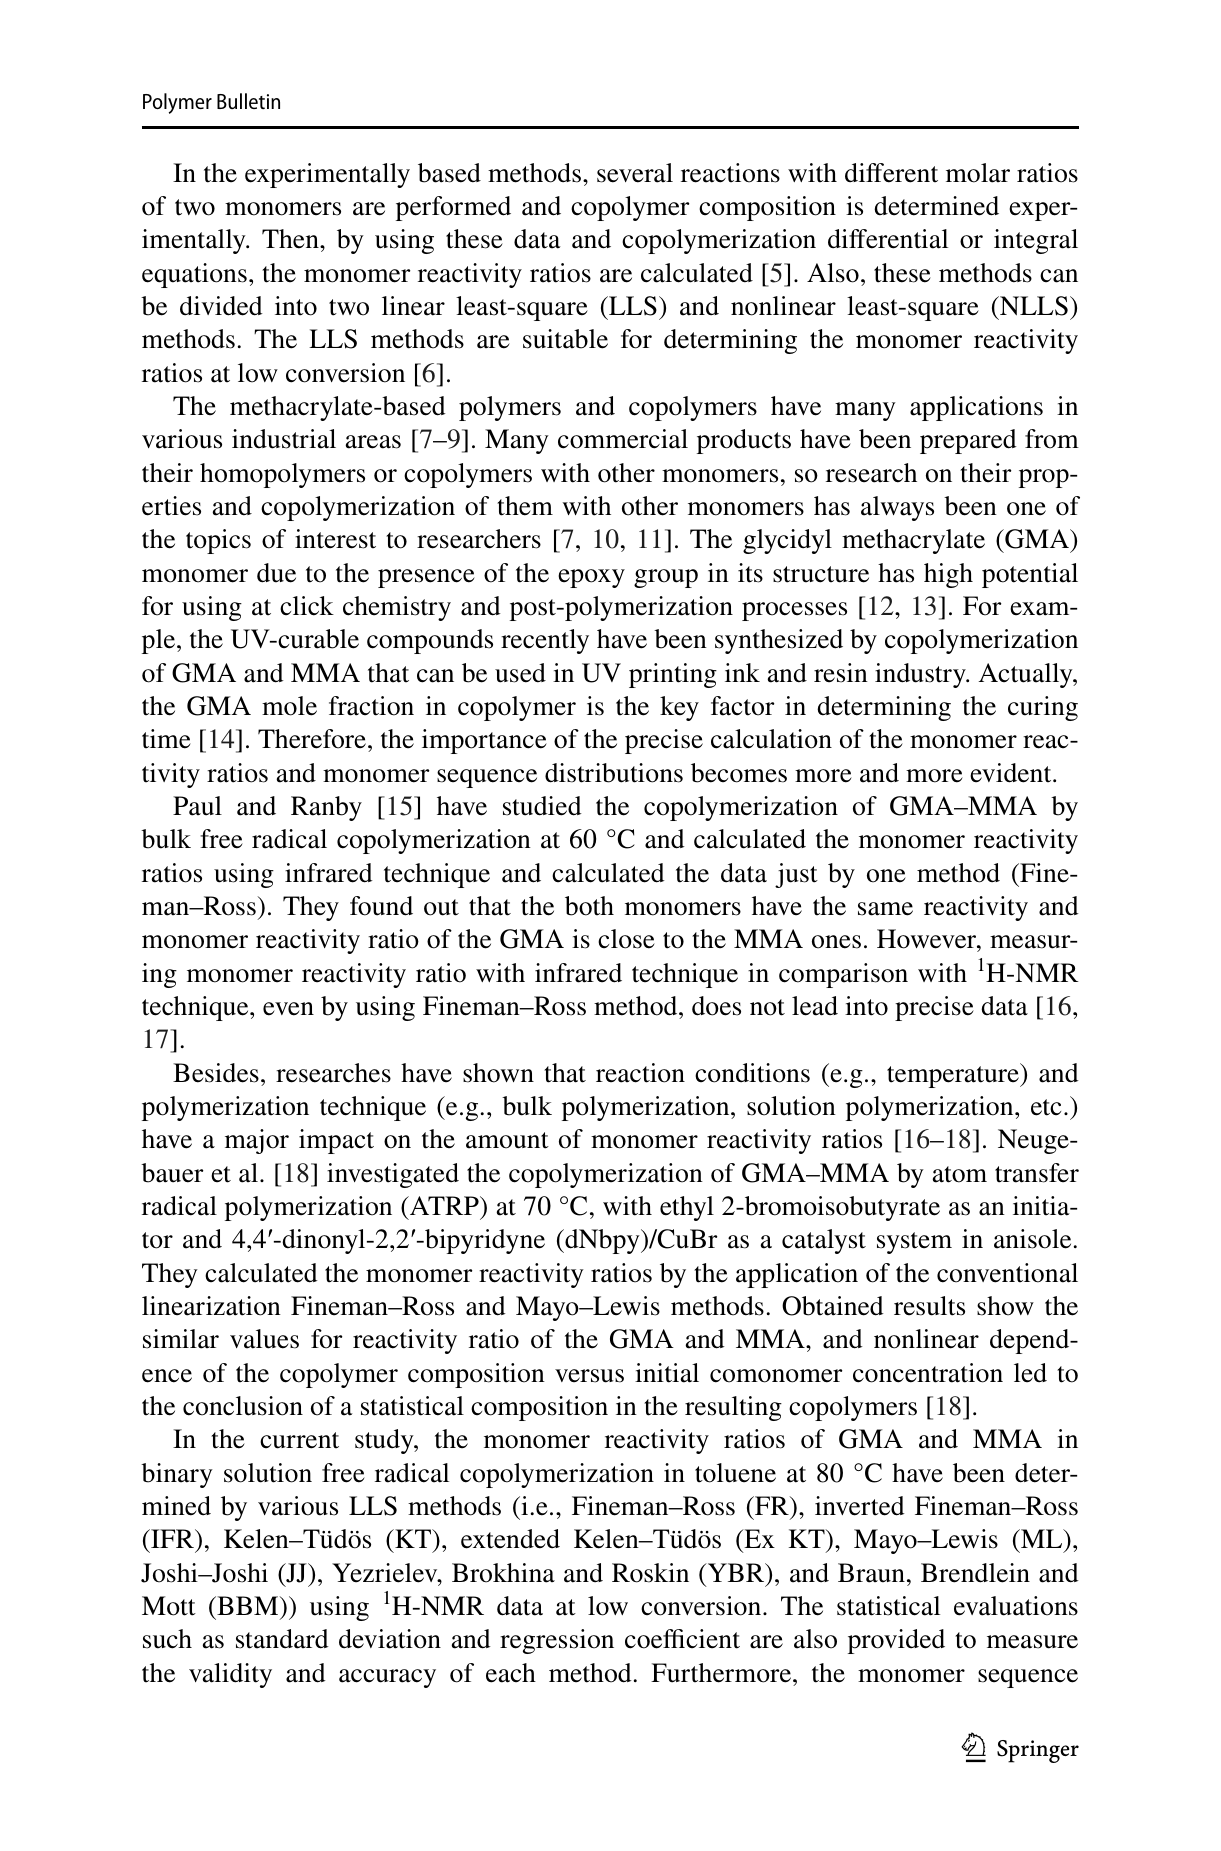 Polymer Bulletin
In the experimentally based methods, several reactions with different molar ratios
of two monomers are performed and copolymer composition is determined exper-
imentally. Then, by using these data and copolymerization differential or integral
equations, the monomer reactivity ratios are calculated [5]. Also, these methods can
be divided into two linear least-square (LLS) and nonlinear least-square (NLLS)
methods. The LLS methods are suitable for determining the monomer reactivity
ratios at low conversion [6].
The methacrylate-based polymers and copolymers have many applications in
various industrial areas [7–9]. Many commercial products have been prepared from
their homopolymers or copolymers with other monomers, so research on their prop-
erties and copolymerization of them with other monomers has always been one of
the topics of interest to researchers [7, 10, 11]. The glycidyl methacrylate (GMA)
monomer due to the presence of the epoxy group in its structure has high potential
for using at click chemistry and post-polymerization processes [12, 13]. For exam-
ple, the UV-curable compounds recently have been synthesized by copolymerization
of GMA and MMA that can be used in UV printing ink and resin industry. Actually,
the GMA mole fraction in copolymer is the key factor in determining the curing
time [14]. Therefore, the importance of the precise calculation of the monomer reac-
tivity ratios and monomer sequence distributions becomes more and more evident.
Paul and Ranby [15] have studied the copolymerization of GMA–MMA by
bulk free radical copolymerization at 60 °C and calculated the monomer reactivity
ratios using infrared technique and calculated the data just by one method (Fine-
man–Ross). They found out that the both monomers have the same reactivity and
monomer reactivity ratio of the GMA is close to the MMA ones. However, measur-
ing monomer reactivity ratio with infrared technique in comparison with ¹H-NMR
technique, even by using Fineman–Ross method, does not lead into precise data [16,
17].
Besides, researches have shown that reaction conditions (e.g., temperature) and
polymerization technique (e.g., bulk polymerization, solution polymerization, etc.)
have a major impact on the amount of monomer reactivity ratios [16–18]. Neuge-
bauer et al. [18] investigated the copolymerization of GMA–MMA by atom transfer
radical polymerization (ATRP) at 70 °C, with ethyl 2-bromoisobutyrate as an initia-
tor and 4,4′-dinonyl-2,2′-bipyridyne (dNbpy)/CuBr as a catalyst system in anisole.
They calculated the monomer reactivity ratios by the application of the conventional
linearization Fineman–Ross and Mayo–Lewis methods. Obtained results show the
similar values for reactivity ratio of the GMA and MMA, and nonlinear depend-
ence of the copolymer composition versus initial comonomer concentration led to
the conclusion of a statistical composition in the resulting copolymers [18].
In the current study, the monomer reactivity ratios of GMA and MMA in
binary solution free radical copolymerization in toluene at 80 °C have been deter-
mined by various LLS methods (i.e., Fineman–Ross (FR), inverted Fineman–Ross
(IFR), Kelen–Tüdös (KT), extended Kelen–Tüdös (Ex KT), Mayo–Lewis (ML),
Joshi–Joshi (JJ), Yezrielev, Brokhina and Roskin (YBR), and Braun, Brendlein and
Mott (BBM)) using ¹H-NMR data at low conversion. The statistical evaluations
such as standard deviation and regression coefficient are also provided to measure
the validity and accuracy of each method. Furthermore, the monomer sequence
Springer